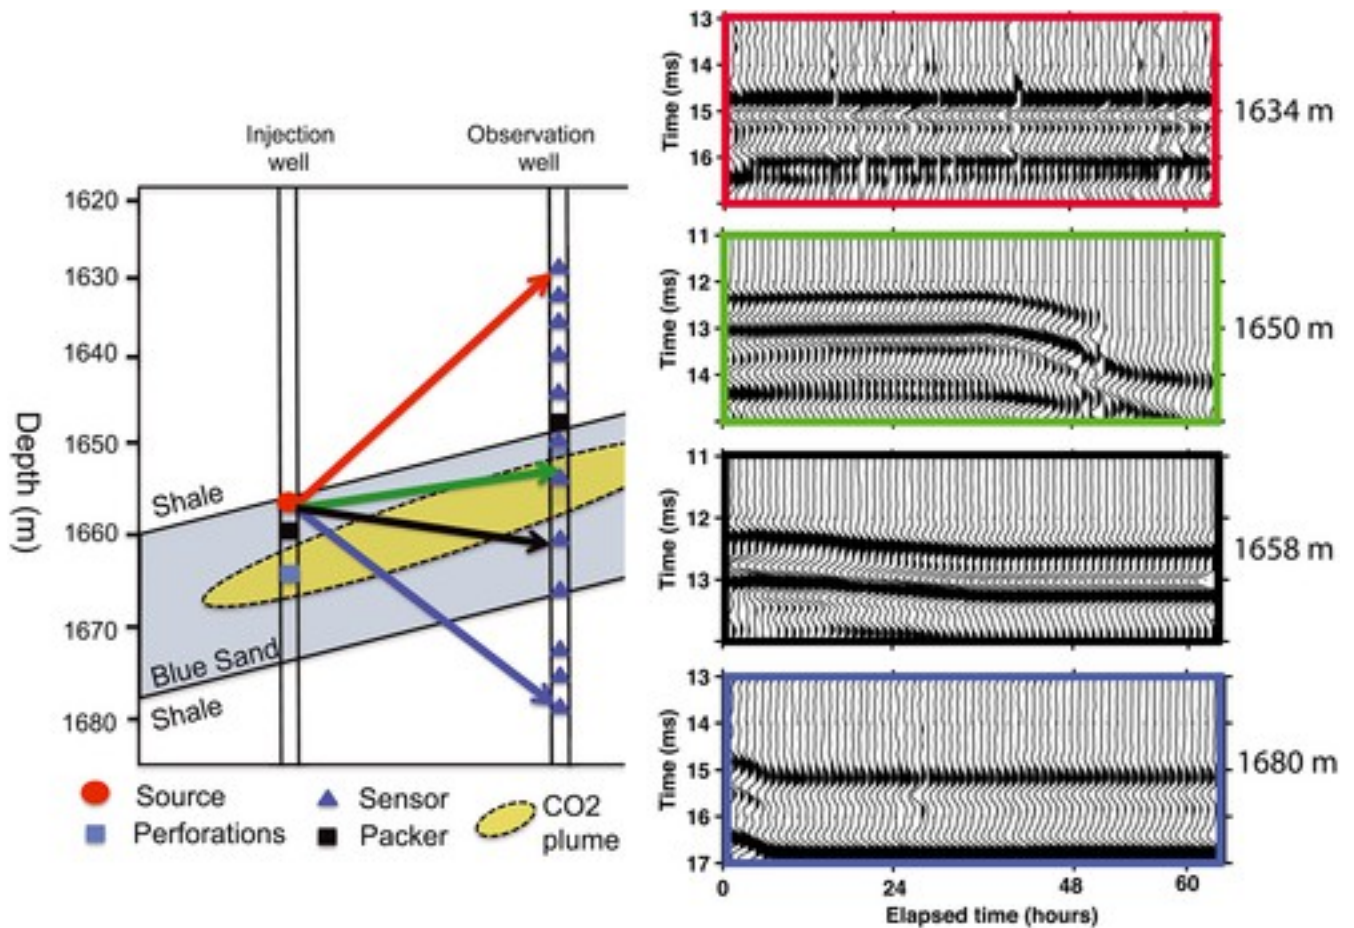 Injection
well
Observation
well
Depth (m)
1620
1630
1640
1650
1660
1670
1680
Shale
Blue Sand
Shale
Source
Perforations
Sensor
Packer
CO2
plume
Time (ms)
13
14
15
16
1634 m
Time (ms)
11
12
13
14
1650 m
Time (ms)
11
12
13
1658 m
Time (ms)
13
14
15
16
17
1680 m
0 24 48 60
Elapsed time (hours)